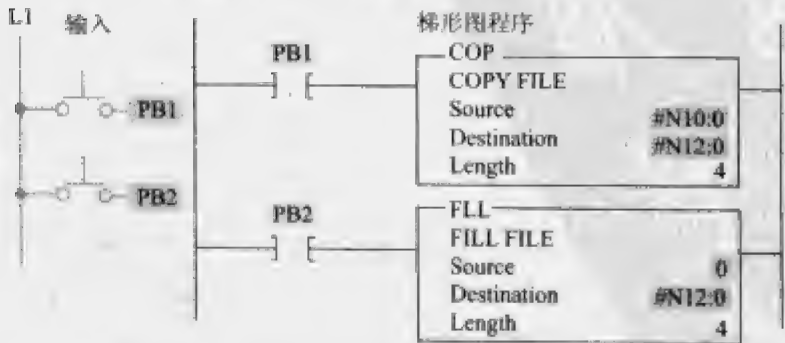 L1 输入
梯形图程序
PB1
COP
COPY FILE
Source #N10:0
Destination #N12:0
Length 4
PB1
PB2
PB2
FLL
FILL FILE
Source 0
Destination #N12:0
Length 4